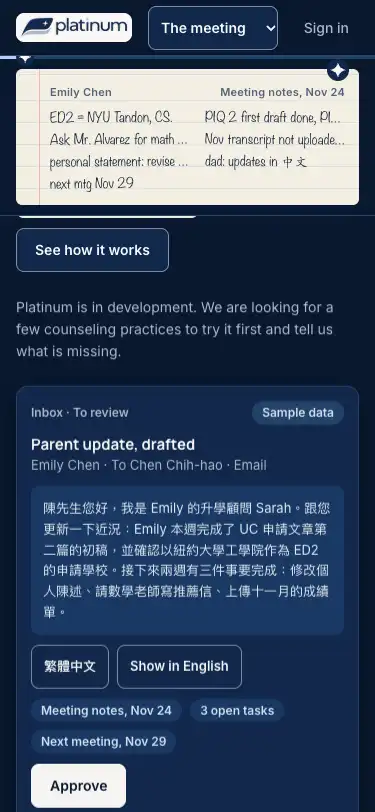 platinum
The meeting
Sign in
Emily Chen
Meeting notes, Nov 24
ED2 = NYU Tandon, CS.
PIQ 2 first draft done, PI...
Ask Mr. Alvarez for math ...
Nov transcript not uploade...
personal statement: revise ...
dad: updates in 中文
next mtg Nov 29
See how it works
Platinum is in development. We are looking for a
few counseling practices to try it first and tell us
what is missing.
Inbox · To review
Sample data
Parent update, drafted
Emily Chen · To Chen Chih-hao · Email
陳先生您好，我是 Emily 的升學顧問 Sarah。跟您
更新一下近況：Emily 本週完成了 UC 申請文章第
二篇的初稿，並確認以紐約大學工學院作為 ED2
的申請學校。接下來兩週有三件事要完成：修改個
人陳述、請數學老師寫推薦信、上傳十一月的成績
單。
繁體中文
Show in English
Meeting notes, Nov 24
3 open tasks
Next meeting, Nov 29
Approve